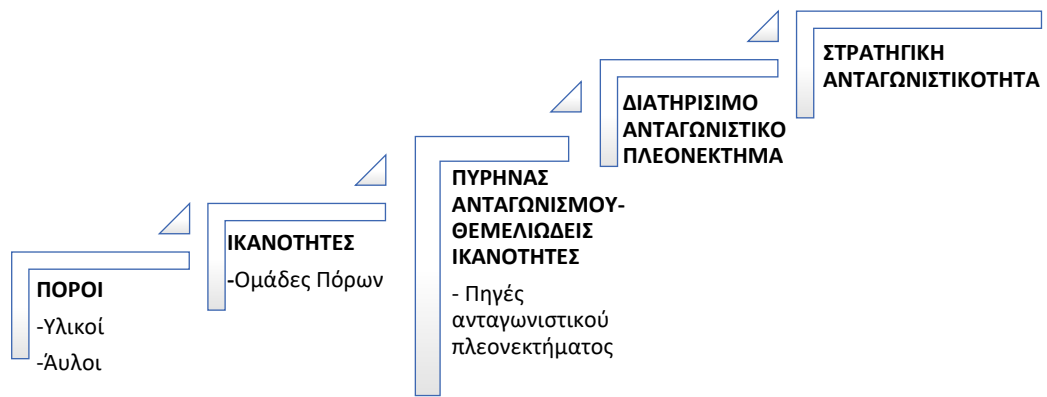 ΠΟΡΟΙ
-Υλικοί
-Άυλοι
ΙΚΑΝΟΤΗΤΕΣ
-Ομάδες Πόρων
ΠΥΡΗΝΑΣ
ΑΝΤΑΓΩΝΙΣΜΟΥ-
ΘΕΜΕΛΙΩΔΕΙΣ
ΙΚΑΝΟΤΗΤΕΣ
- Πηγές
ανταγωνιστικού
πλεονεκτήματος
ΔΙΑΤΗΡΙΣΙΜΟ
ΑΝΤΑΓΩΝΙΣΤΙΚΟ
ΠΛΕΟΝΕΚΤΗΜΑ
ΣΤΡΑΤΗΓΙΚΗ
ΑΝΤΑΓΩΝΙΣΤΙΚΟΤΗΤΑ